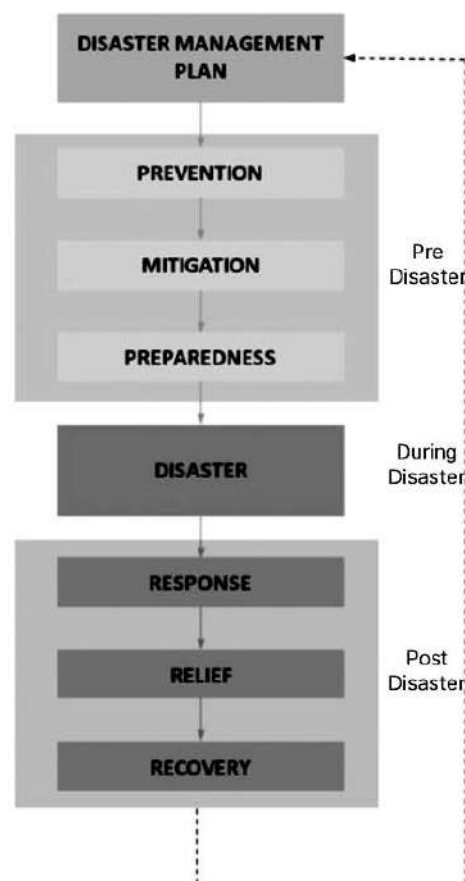 DISASTER MANAGEMENT
PLAN
PREVENTION
MITIGATION
PREPAREDNESS
Pre
Disaster
DISASTER
During
Disaster
RESPONSE
RELIEF
RECOVERY
Post
Disaster